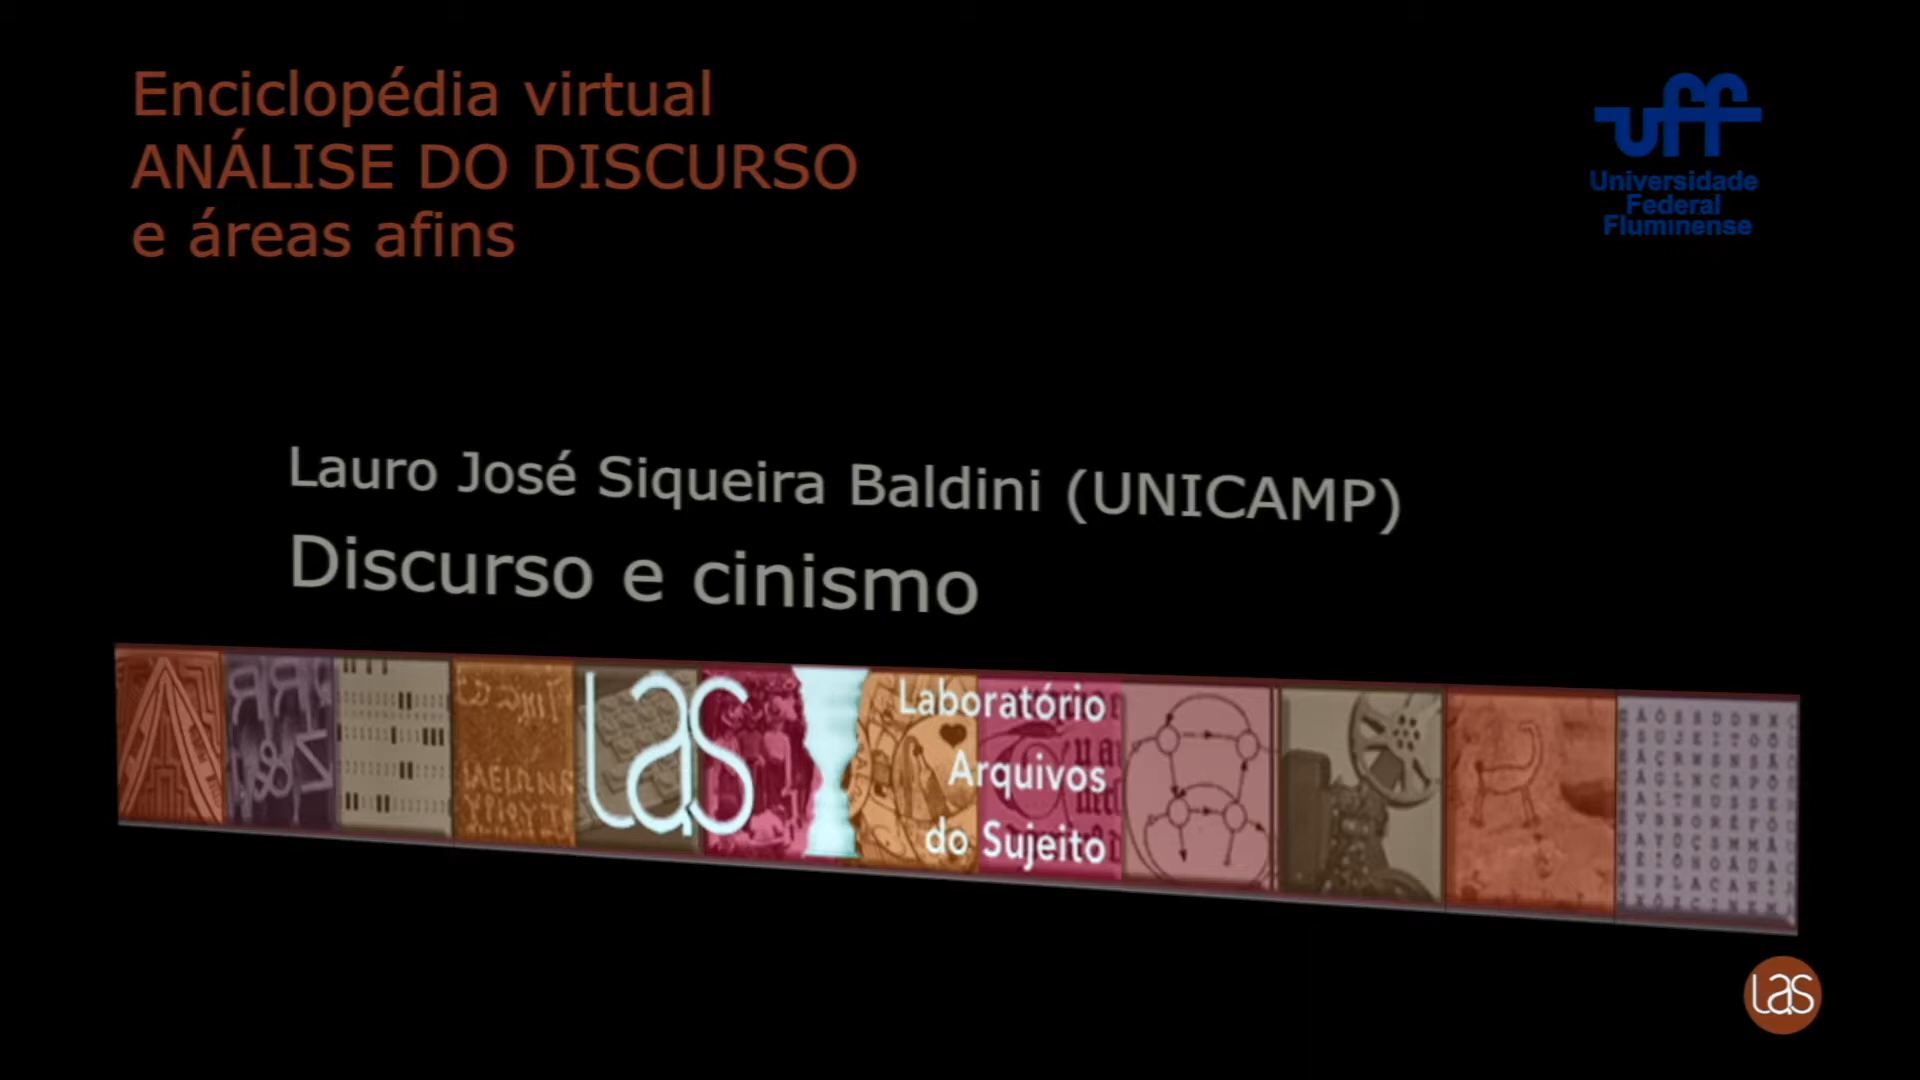 Enciclopédia virtual
ANÁLISE DO DISCURSO
e áreas afins
uff
Universidade
Federal
Fluminense
Lauro José Siqueira Baldini (UNICAMP)
Discurso e cinismo
las
Laboratório
Arquivos
do Sujeito
las